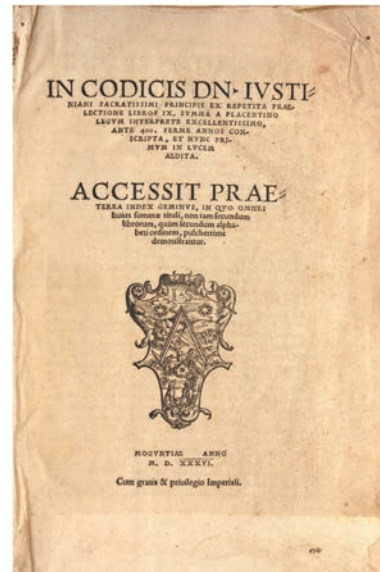 IN CODICIS DN· IVSTI=
NIANI SACRATISSIMI PRINCIPIS EX REPETITA PRAE-
LECTIONE LIBROS IX. SVMMA A PLACENTINO
LEGVM INTERPRETE EXCELLENTISSIMO,
ANTE 400. FERME ANNOS CON-
SCRIPTA, ET NVNC PRI-
MVM IN LVCEM
AEDITA.
ACCESSIT PRAE=
TEREA INDEX GEMINVS, IN QVO OMNES
huius summæ tituli, non tam secundum
librorum, quàm secundum alpha-
beti ordinem, pulcherrime
demonstrantur.
I S
MOGVNTIAE ANNO
M. D. XXXVI.
Cum gratia & priuilegio Imperiali.